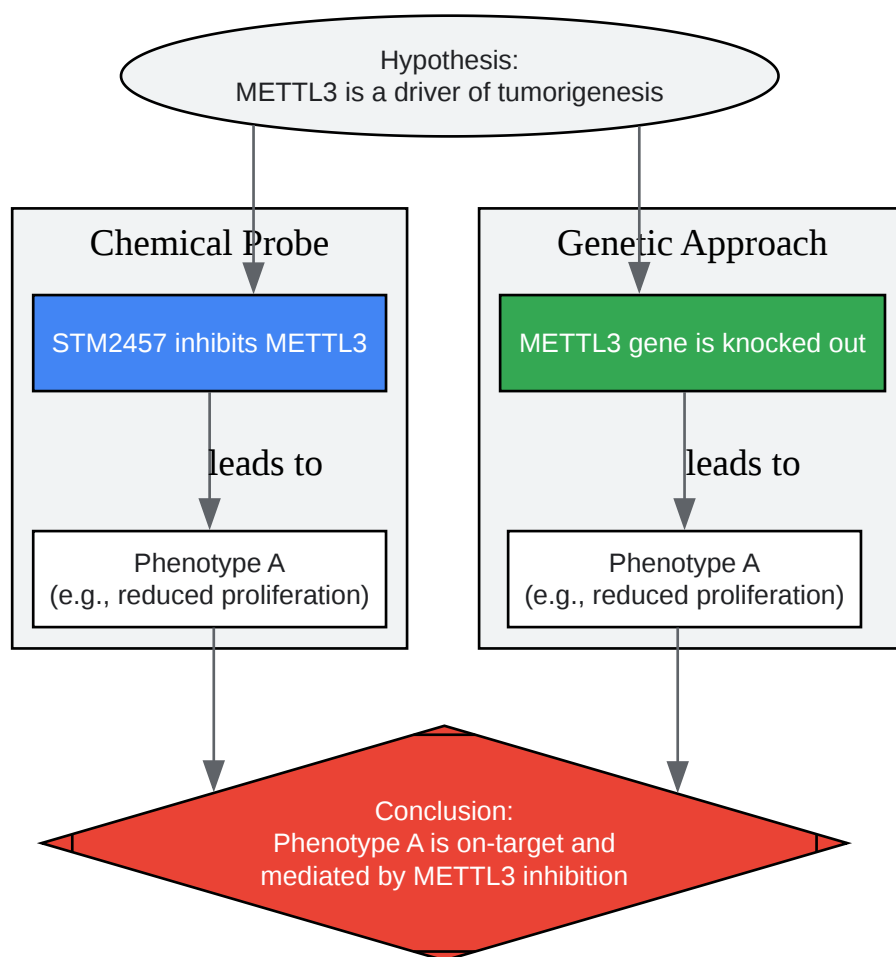 Hypothesis:
METTL3 is a driver of tumorigenesis
Chemical Probe
STM2457 inhibits METTL3
leads to
Phenotype A
(e.g., reduced proliferation)
Genetic Approach
METTL3 gene is knocked out
leads to
Phenotype A
(e.g., reduced proliferation)
Conclusion:
Phenotype A is on-target and
mediated by METTL3 inhibition